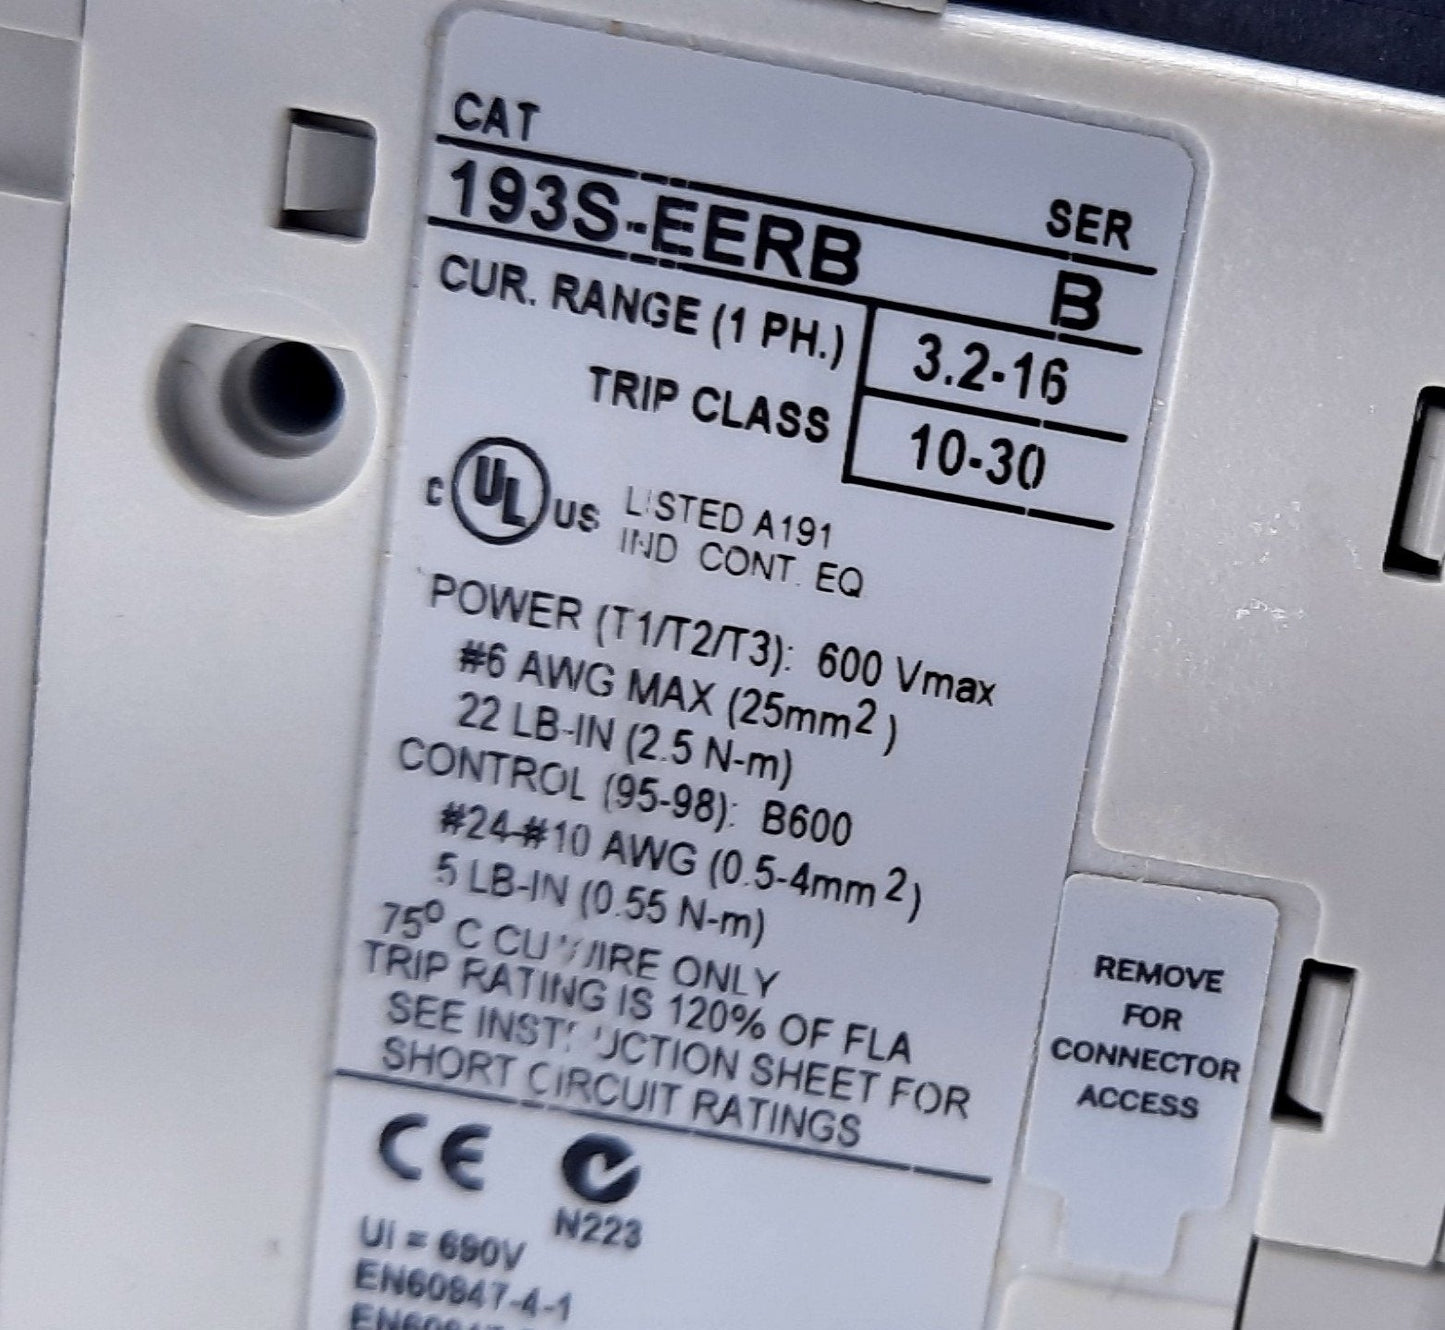 CAT
SER
193S-EERB
B
CUR. RANGE (1 PH.)
3.2-16
TRIP CLASS
10-30
C UL US
LISTED A191
IND CONT. EQ
POWER (T1/T2/T3): 600 Vmax
#6 AWG MAX (25mm²)
22 LB-IN (2.5 N-m)
CONTROL (95-98): B600
#24-#10 AWG (0.5-4mm²)
5 LB-IN (0.55 N-m)
75º C CU WIRE ONLY
TRIP RATING IS 120% OF FLA
SEE INSTRUCTION SHEET FOR
SHORT CIRCUIT RATINGS
CE
N223
Ui = 690V
EN60947-4-1
REMOVE
FOR
CONNECTOR
ACCESS